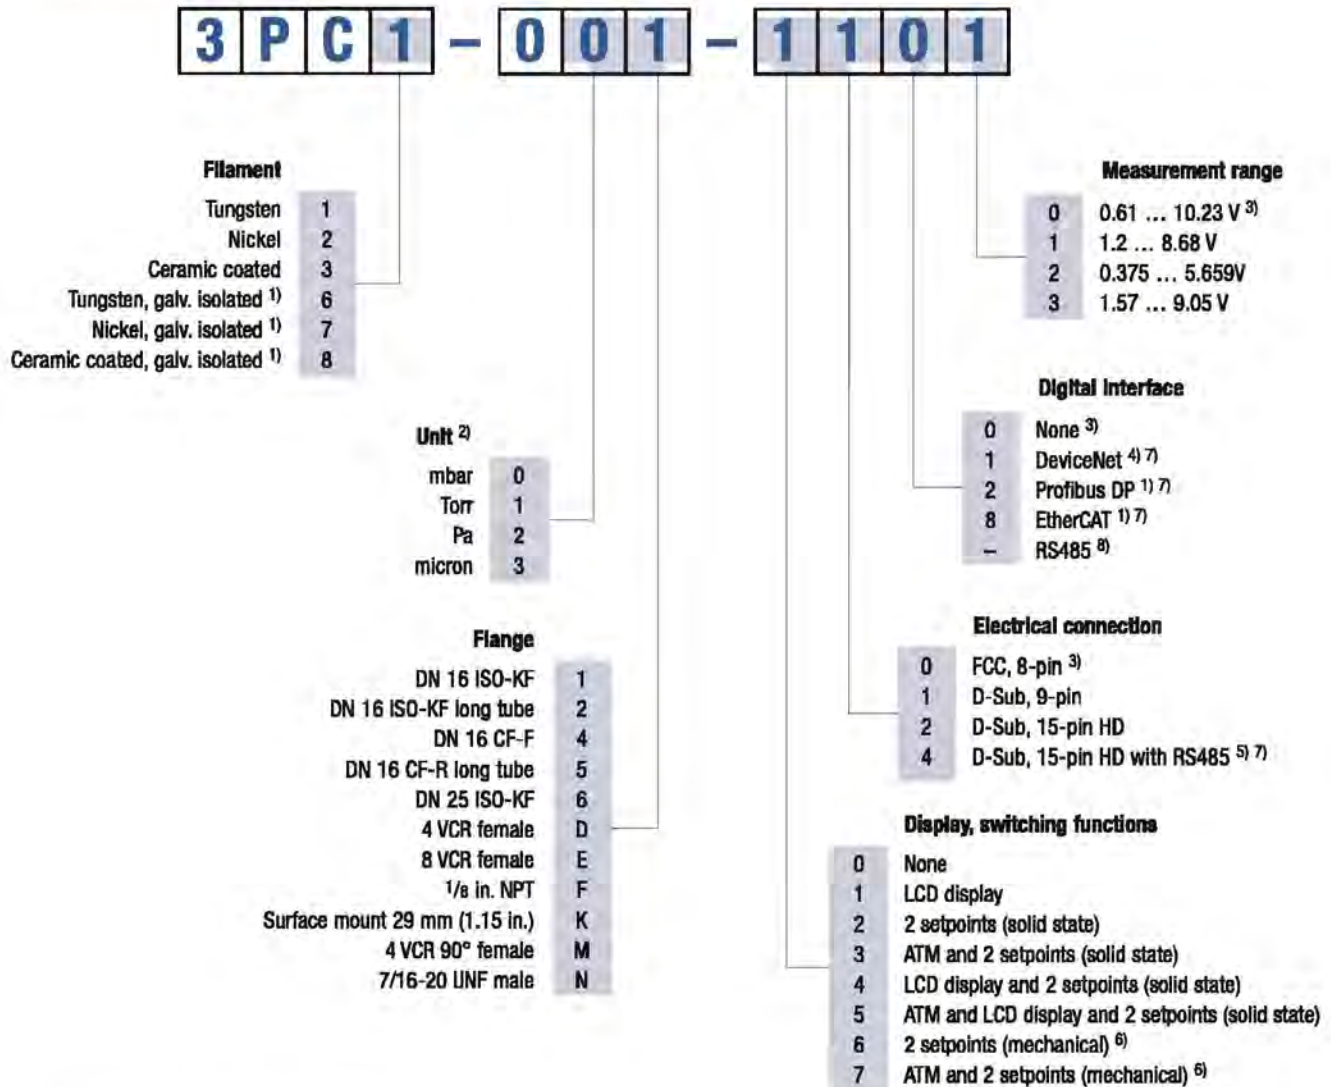 3PC1-001-1101
Filament
Tungsten 1
Nickel 2
Ceramic coated 3
Tungsten, galv. isolated 1) 6
Nickel, galv. isolated 1) 7
Ceramic coated, galv. isolated 1) 8
Unit 2)
mbar 0
Torr 1
Pa 2
micron 3
Flange
DN 16 ISO-KF 1
DN 16 ISO-KF long tube 2
DN 16 CF-F 4
DN 16 CF-R long tube 5
DN 25 ISO-KF 6
4 VCR female D
8 VCR female E
1/8 in. NPT F
Surface mount 29 mm (1.15 in.) K
4 VCR 90° female M
7/16-20 UNF male N
Measurement range
0 0.61 ... 10.23 V 3)
1 1.2 ... 8.68 V
2 0.375 ... 5.659V
3 1.57 ... 9.05 V
Digital Interface
0 None 3)
1 DeviceNet 4) 7)
2 Profibus DP 1) 7)
8 EtherCAT 1) 7)
– RS485 8)
Electrical connection
0 FCC, 8-pin 3)
1 D-Sub, 9-pin
2 D-Sub, 15-pin HD
4 D-Sub, 15-pin HD with RS485 5) 7)
Display, switching functions
0 None
1 LCD display
2 2 setpoints (solid state)
3 ATM and 2 setpoints (solid state)
4 LCD display and 2 setpoints (solid state)
5 ATM and LCD display and 2 setpoints (solid state)
6 2 setpoints (mechanical) 6)
7 ATM and 2 setpoints (mechanical) 6)